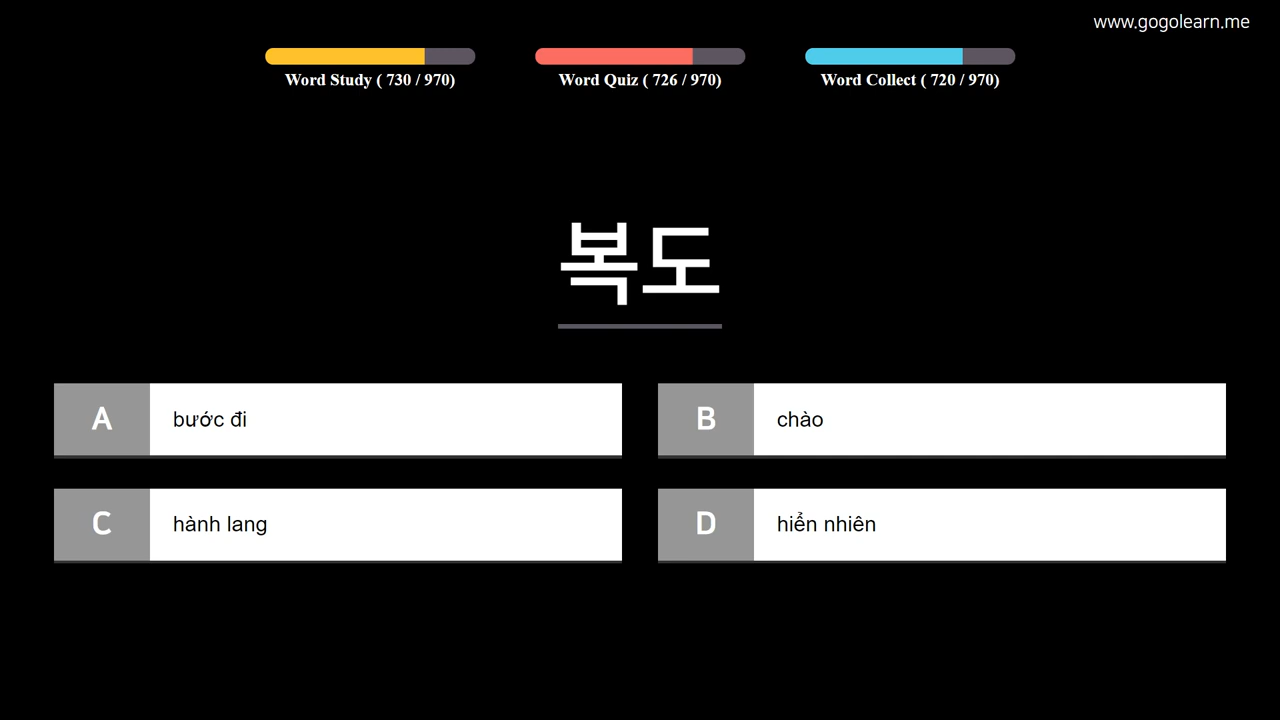 www.gogolearn.me
Word Study ( 730 / 970)
Word Quiz ( 726 / 970)
Word Collect ( 720 / 970)
복도
A bước đi
B chào
C hành lang
D hiển nhiên